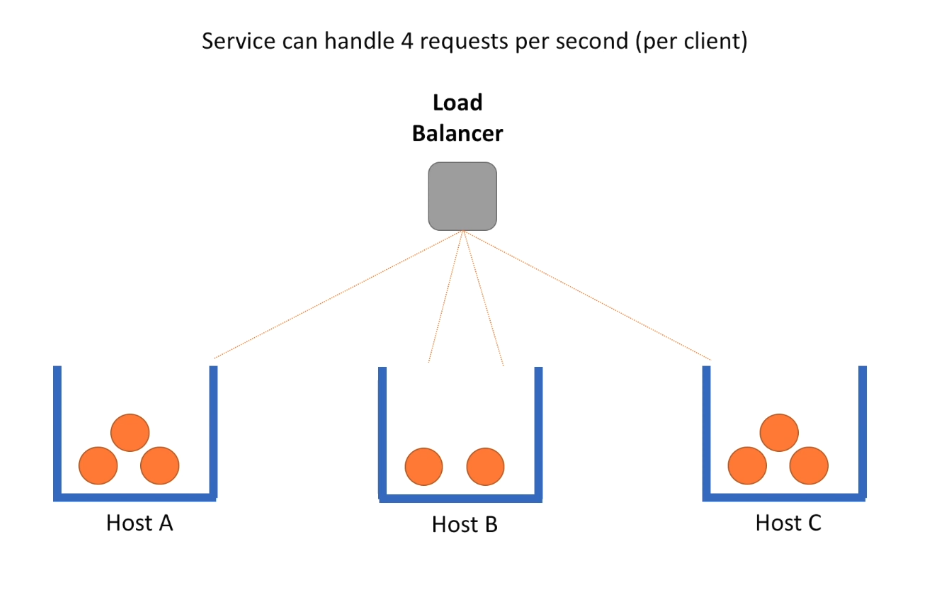 Service can handle 4 requests per second (per client)
Load
Balancer
Host A
Host B
Host C